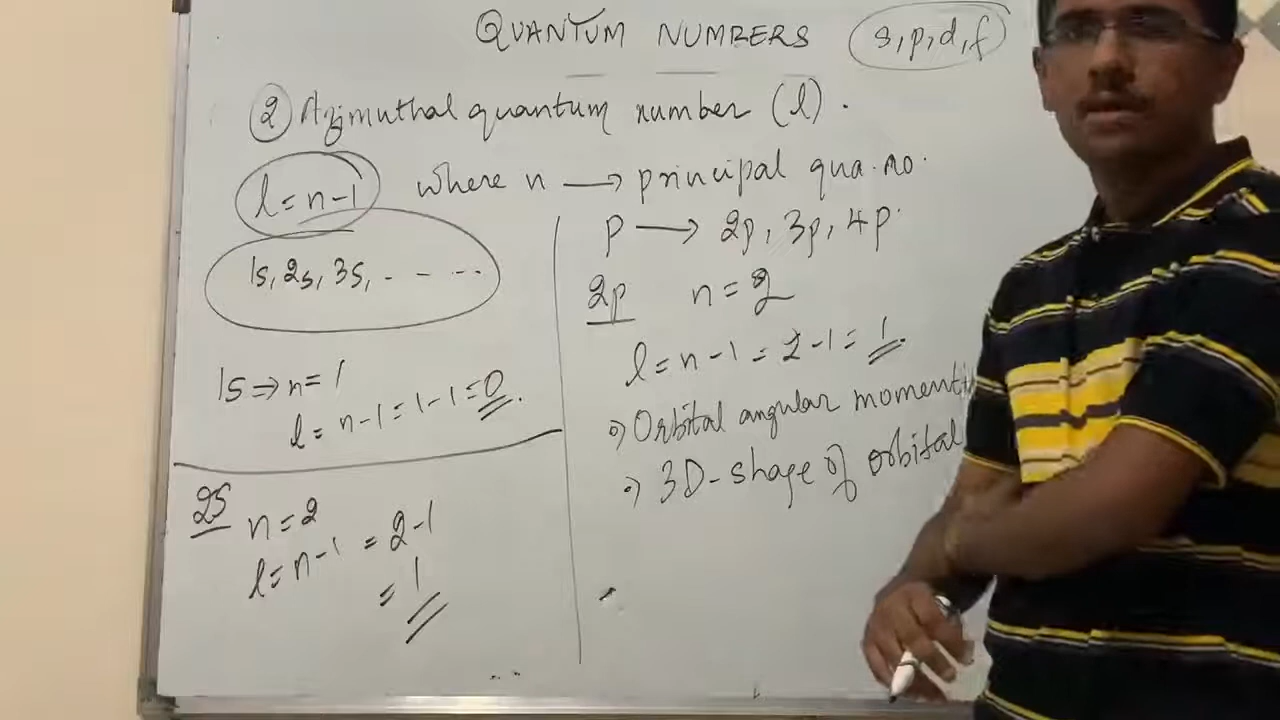 QUANTUM NUMBERS
s, p, d, f
② Azimuthal quantum number (l).
l = n-1 where n → principal qua. no.
1s, 2s, 3s, - - ...
1s ⇒ n = 1
l = n-1 = 1-1 = 0.
2s n = 2
l = n-1 = 2-1
= 1
p → 2p, 3p, 4p.
2p n = 2
l = n-1 = 2-1 = 1.
⇒ Orbital angular moment
⇒ 3D-shape of orbital